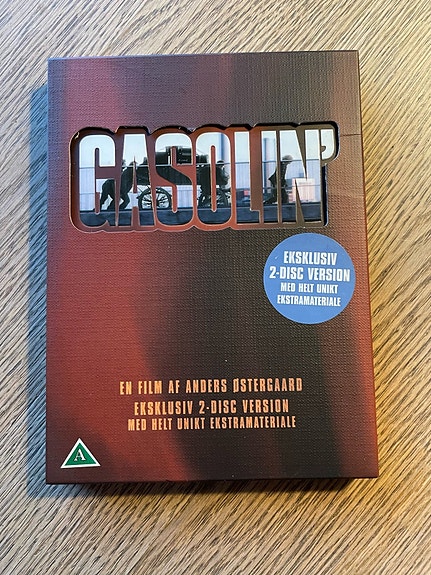 GASOLIN'
EKSKLUSIV
2-DISC VERSION
MED HELT UNIKT
EKSTRAMATERIALE
EN FILM AF ANDERS ØSTERGAARD
EKSKLUSIV 2-DISC VERSION
MED HELT UNIKT EKSTRAMATERIALE
A